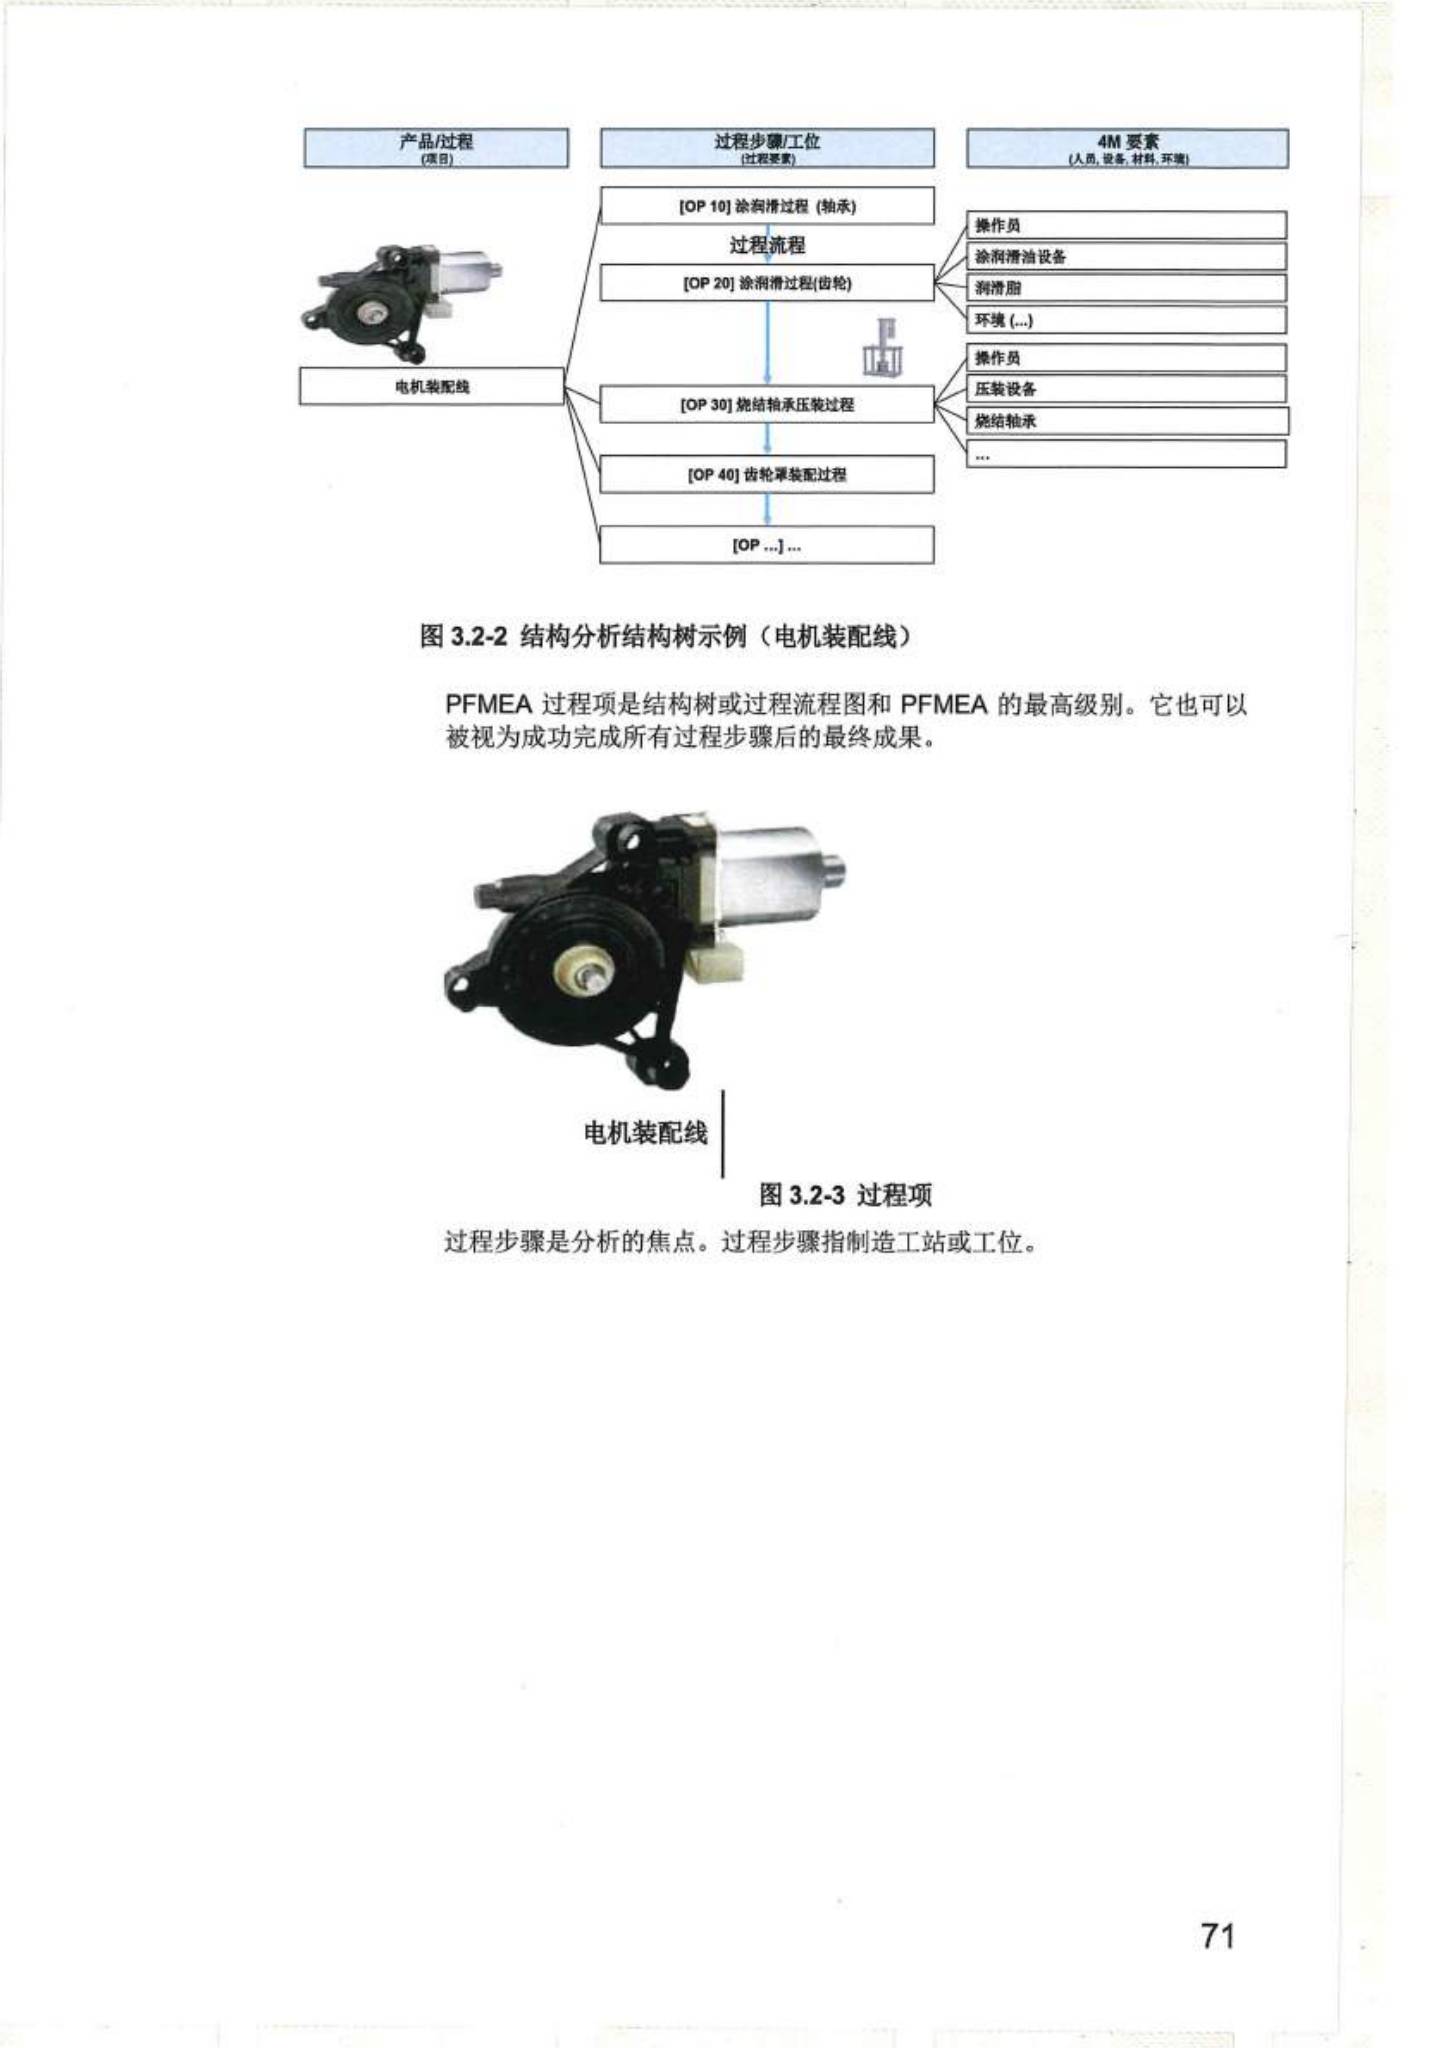 产品/过程
(项目)
过程步骤/工位
(过程要素)
4M 要素
(人员, 设备, 材料, 环境)
[OP 10] 涂润滑过程 (轴承)
过程流程
[OP 20] 涂润滑过程(齿轮)
操作员
涂润滑油设备
润滑脂
环境 (...)
电机装配线
[OP 30] 烧结轴承压装过程
操作员
压装设备
烧结轴承
...
[OP 40] 齿轮罩装配过程
[OP ...] ...
图 3.2-2 结构分析结构树示例（电机装配线）
PFMEA 过程项是结构树或过程流程图和 PFMEA 的最高级别。它也可以
被视为成功完成所有过程步骤后的最终成果。
电机装配线
图 3.2-3 过程项
过程步骤是分析的焦点。过程步骤指制造工站或工位。
71